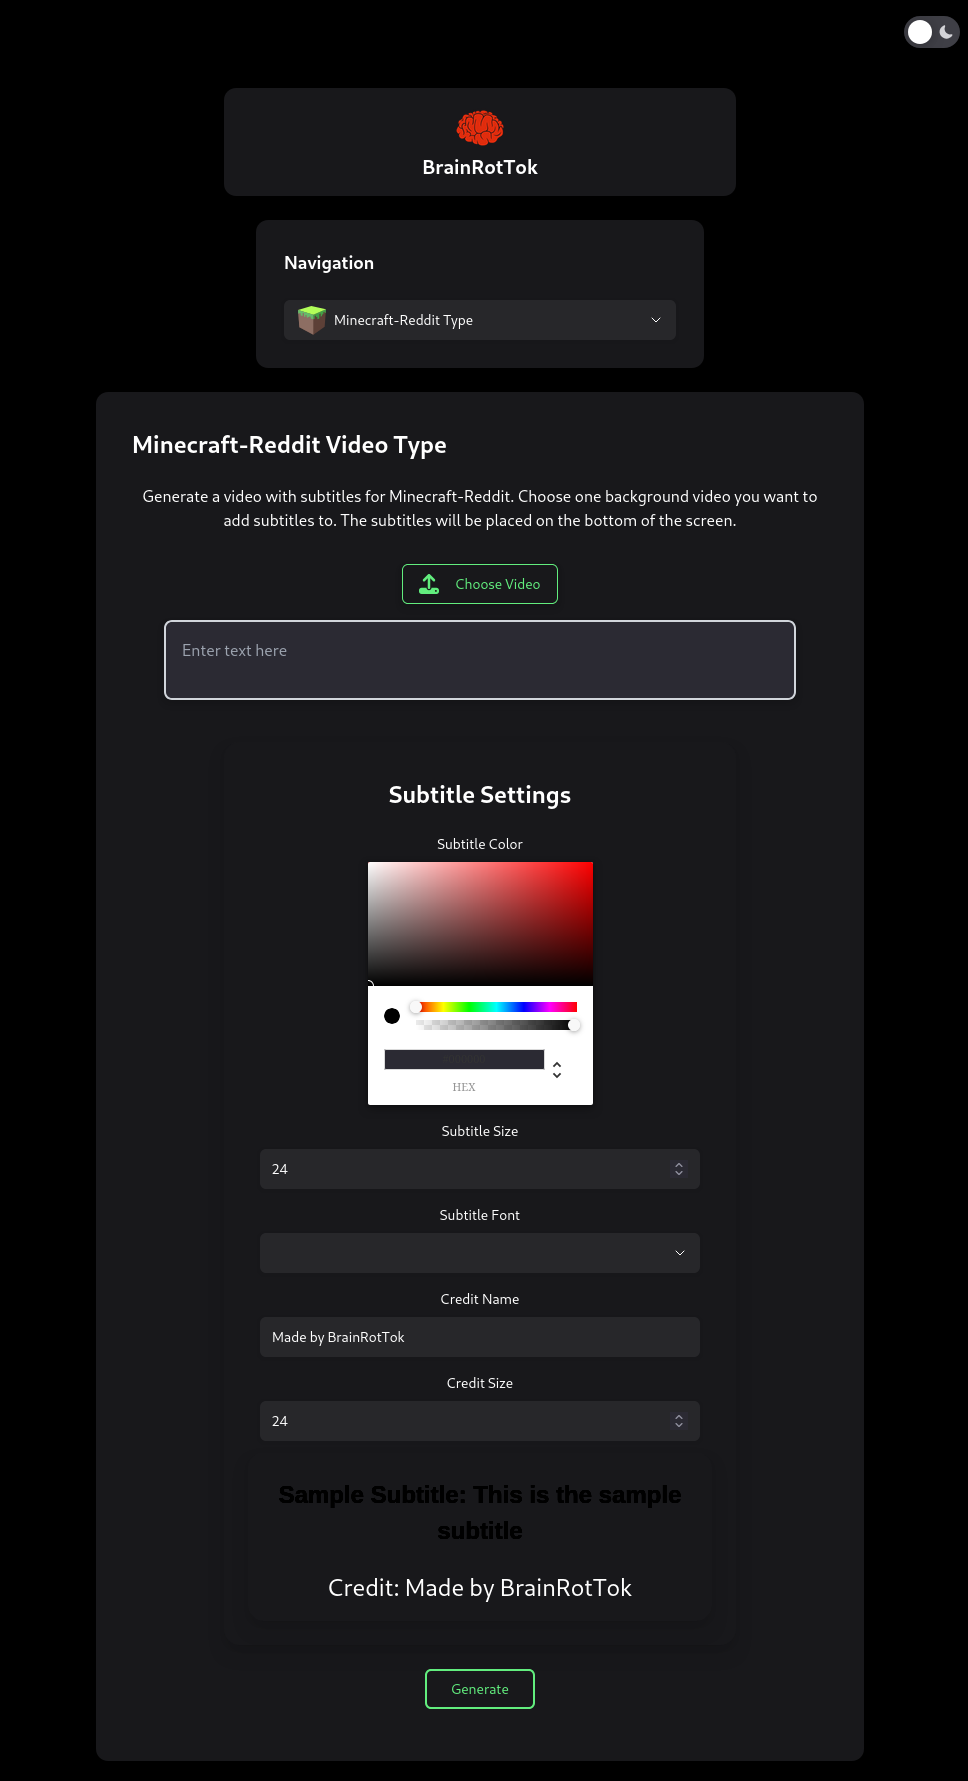 BrainRotTok
Navigation
Minecraft-Reddit Type
Minecraft-Reddit Video Type
Generate a video with subtitles for Minecraft-Reddit. Choose one background video you want to
add subtitles to. The subtitles will be placed on the bottom of the screen.
Choose Video
Enter text here
Subtitle Settings
Subtitle Color
HEX
Subtitle Size
24
Subtitle Font
Credit Name
Made by BrainRotTok
Credit Size
24
Sample Subtitle: This is the sample
subtitle
Credit: Made by BrainRotTok
Generate